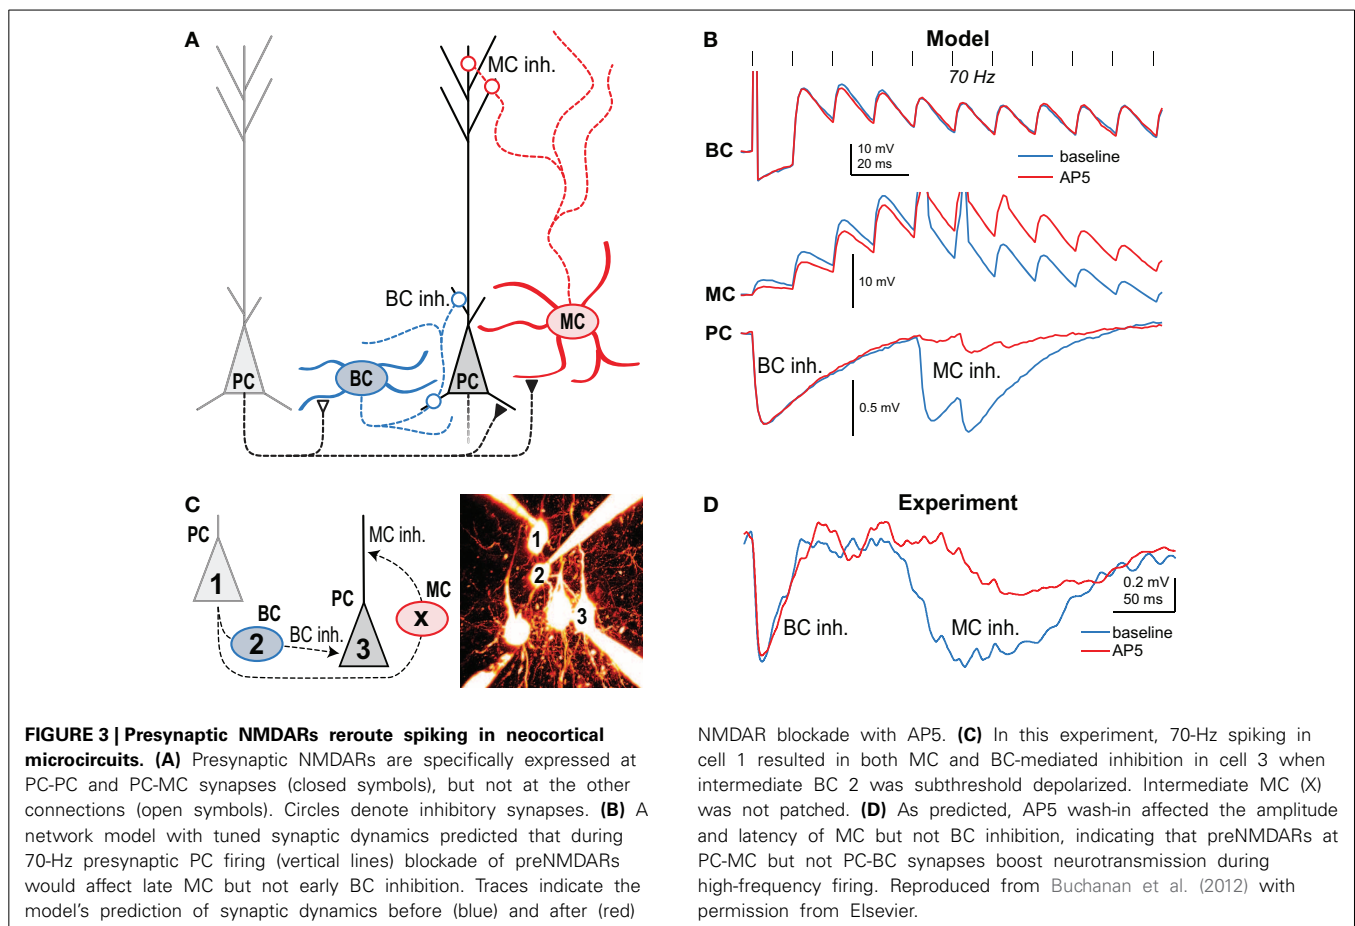 A
MC inh.
BC inh.
PC
BC
PC
MC
B
Model
70 Hz
BC
10 mV
20 ms
baseline
AP5
MC
10 mV
PC
BC inh.
MC inh.
0.5 mV
C
PC
1
BC
2
BC inh.
PC
3
MC inh.
MC
X
1
2
3
D
Experiment
BC inh.
MC inh.
0.2 mV
50 ms
baseline
AP5
FIGURE 3 | Presynaptic NMDARs reroute spiking in neocortical
microcircuits. (A) Presynaptic NMDARs are specifically expressed at
PC-PC and PC-MC synapses (closed symbols), but not at the other
connections (open symbols). Circles denote inhibitory synapses. (B) A
network model with tuned synaptic dynamics predicted that during
70-Hz presynaptic PC firing (vertical lines) blockade of preNMDARs
would affect late MC but not early BC inhibition. Traces indicate the
model's prediction of synaptic dynamics before (blue) and after (red)
NMDAR blockade with AP5. (C) In this experiment, 70-Hz spiking in
cell 1 resulted in both MC and BC-mediated inhibition in cell 3 when
intermediate BC 2 was subthreshold depolarized. Intermediate MC (X)
was not patched. (D) As predicted, AP5 wash-in affected the amplitude
and latency of MC but not BC inhibition, indicating that preNMDARs at
PC-MC but not PC-BC synapses boost neurotransmission during
high-frequency firing. Reproduced from Buchanan et al. (2012) with
permission from Elsevier.